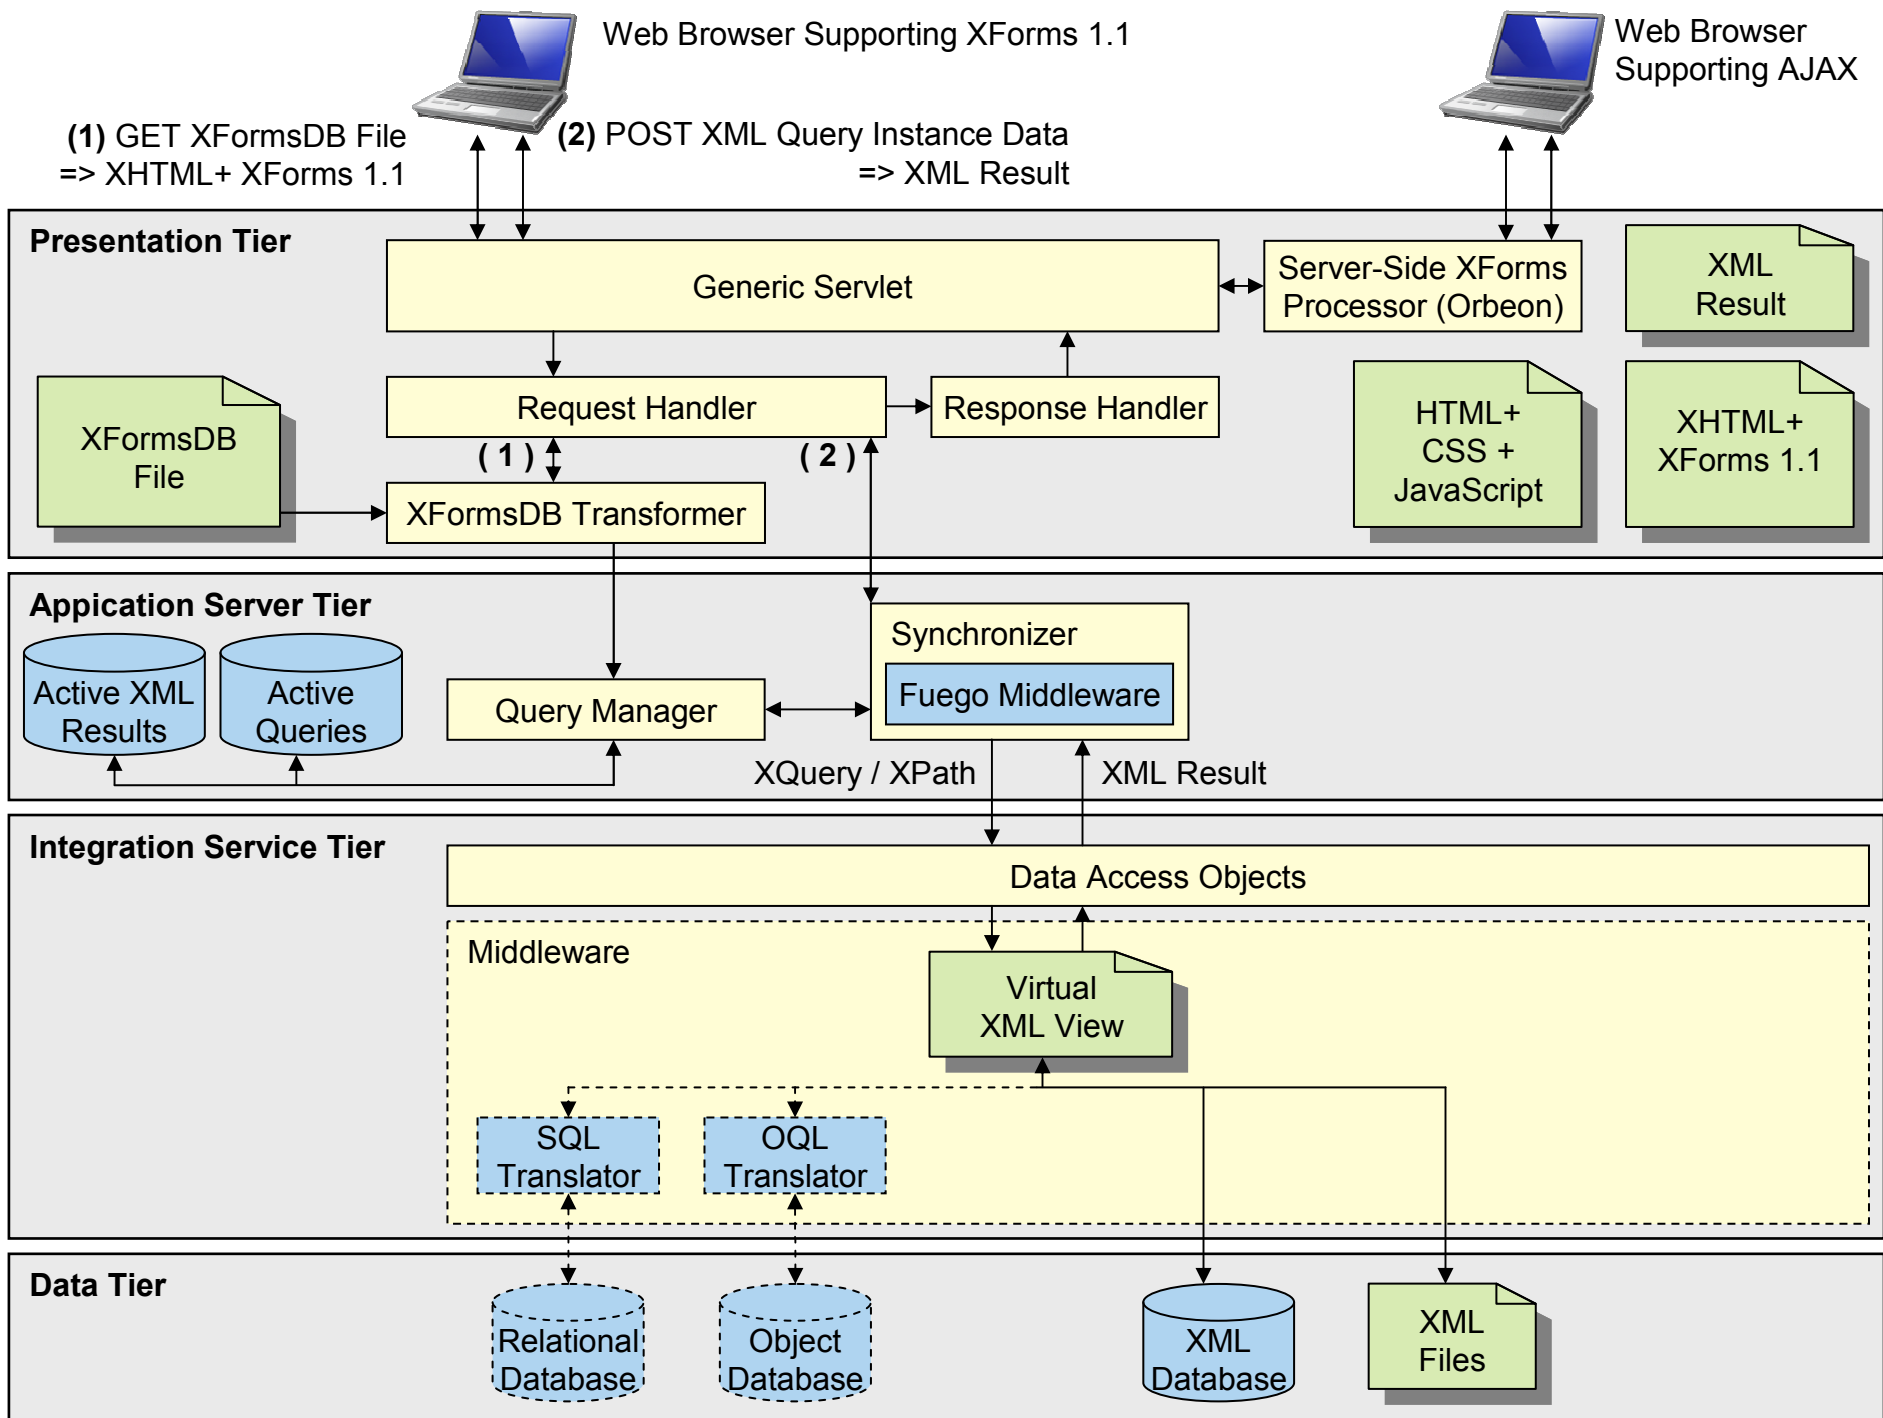 Web Browser Supporting XForms 1.1
Web Browser
Supporting AJAX
(1) GET XFormsDB File
=> XHTML+ XForms 1.1
(2) POST XML Query Instance Data
=> XML Result
Presentation Tier
Generic Servlet
Server-Side XForms
Processor (Orbeon)
XML
Result
XFormsDB
File
Request Handler
Response Handler
HTML+
CSS +
JavaScript
XHTML+
XForms 1.1
( 1 )
( 2 )
XFormsDB Transformer
Appication Server Tier
Active XML
Results
Active
Queries
Query Manager
Synchronizer
Fuego Middleware
XQuery / XPath
XML Result
Integration Service Tier
Data Access Objects
Middleware
Virtual
XML View
SQL
Translator
OQL
Translator
Data Tier
Relational
Database
Object
Database
XML
Database
XML
Files